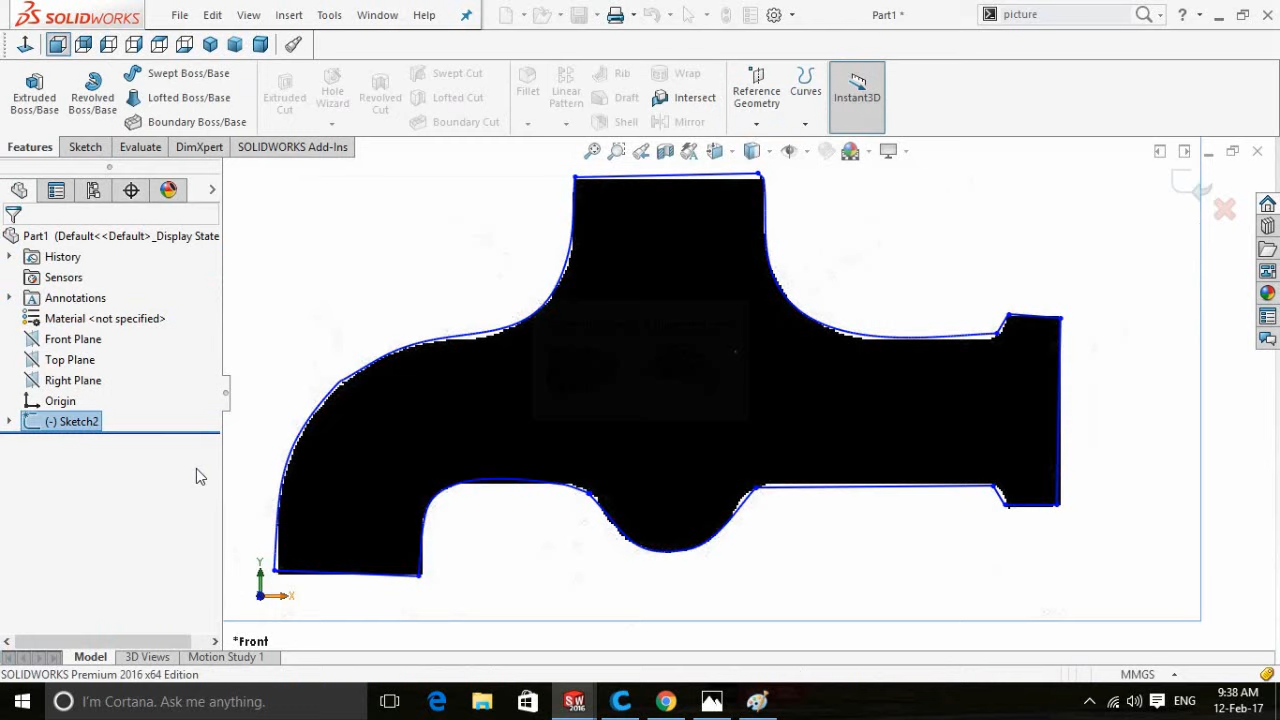 SOLIDWORKS
File Edit View Insert Tools Window Help
Part1 *
picture
Extruded Boss/Base
Revolved Boss/Base
Swept Boss/Base
Lofted Boss/Base
Boundary Boss/Base
Extruded Cut
Hole Wizard
Revolved Cut
Swept Cut
Lofted Cut
Boundary Cut
Fillet
Linear Pattern
Rib
Draft
Shell
Wrap
Intersect
Mirror
Reference Geometry
Curves
Instant3D
Features Sketch Evaluate DimXpert SOLIDWORKS Add-Ins
Part1 (Default<<Default>_Display State
History
Sensors
Annotations
Material <not specified>
Front Plane
Top Plane
Right Plane
Origin
(-) Sketch2
Y
X
*Front
Model 3D Views Motion Study 1
SOLIDWORKS Premium 2016 x64 Edition
MMGS
I'm Cortana. Ask me anything.
SW
2016
ENG
9:38 AM
12-Feb-17